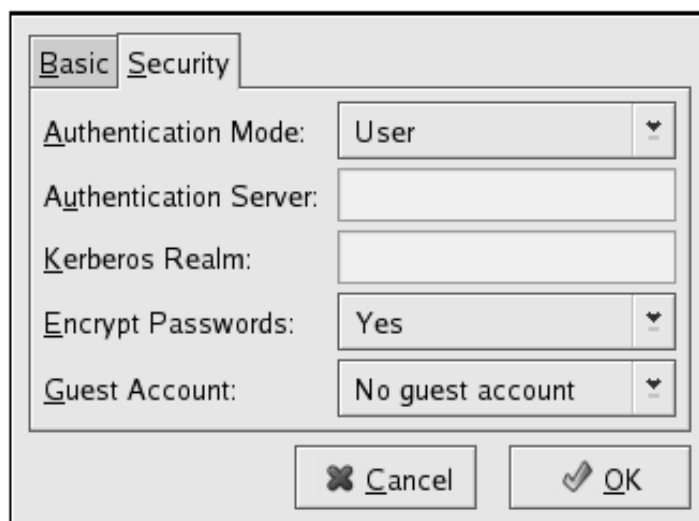 Basic Security
Authentication Mode: User
Authentication Server:
Kerberos Realm:
Encrypt Passwords: Yes
Guest Account: No guest account
Cancel OK